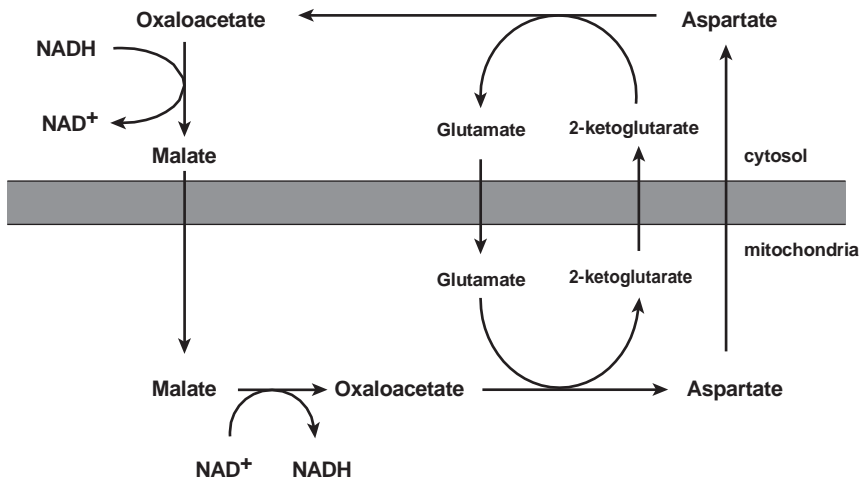 Oxaloacetate
Aspartate
NADH
NAD+
Glutamate
2-ketoglutarate
Malate
cytosol
mitochondria
Glutamate
2-ketoglutarate
Malate
Oxaloacetate
Aspartate
NAD+
NADH